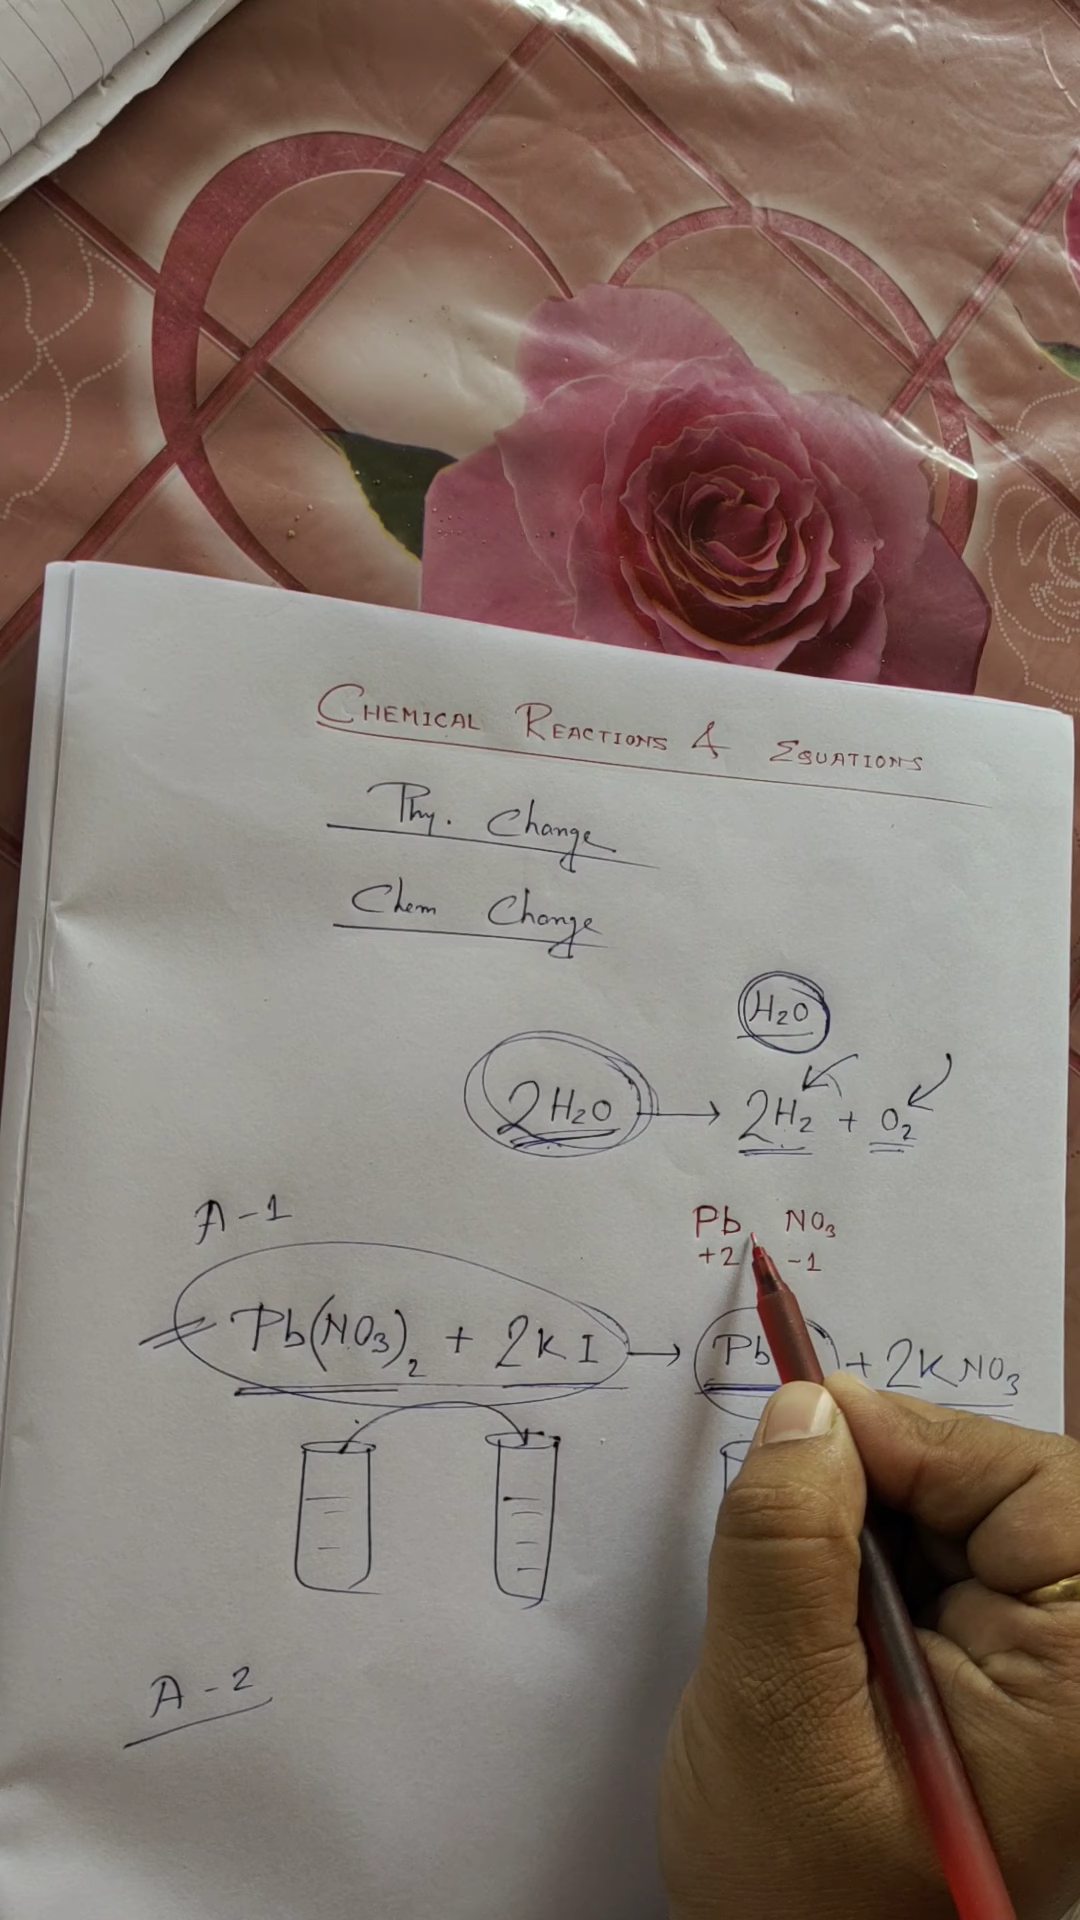 CHEMICAL REACTIONS & EQUATIONS
Phy. Change
Chem Change
H₂O
2H₂O → 2H₂ + O₂
A-1
Pb NO₃
+2 -1
Pb(NO₃)₂ + 2KI → Pb + 2KNO₃
A-2